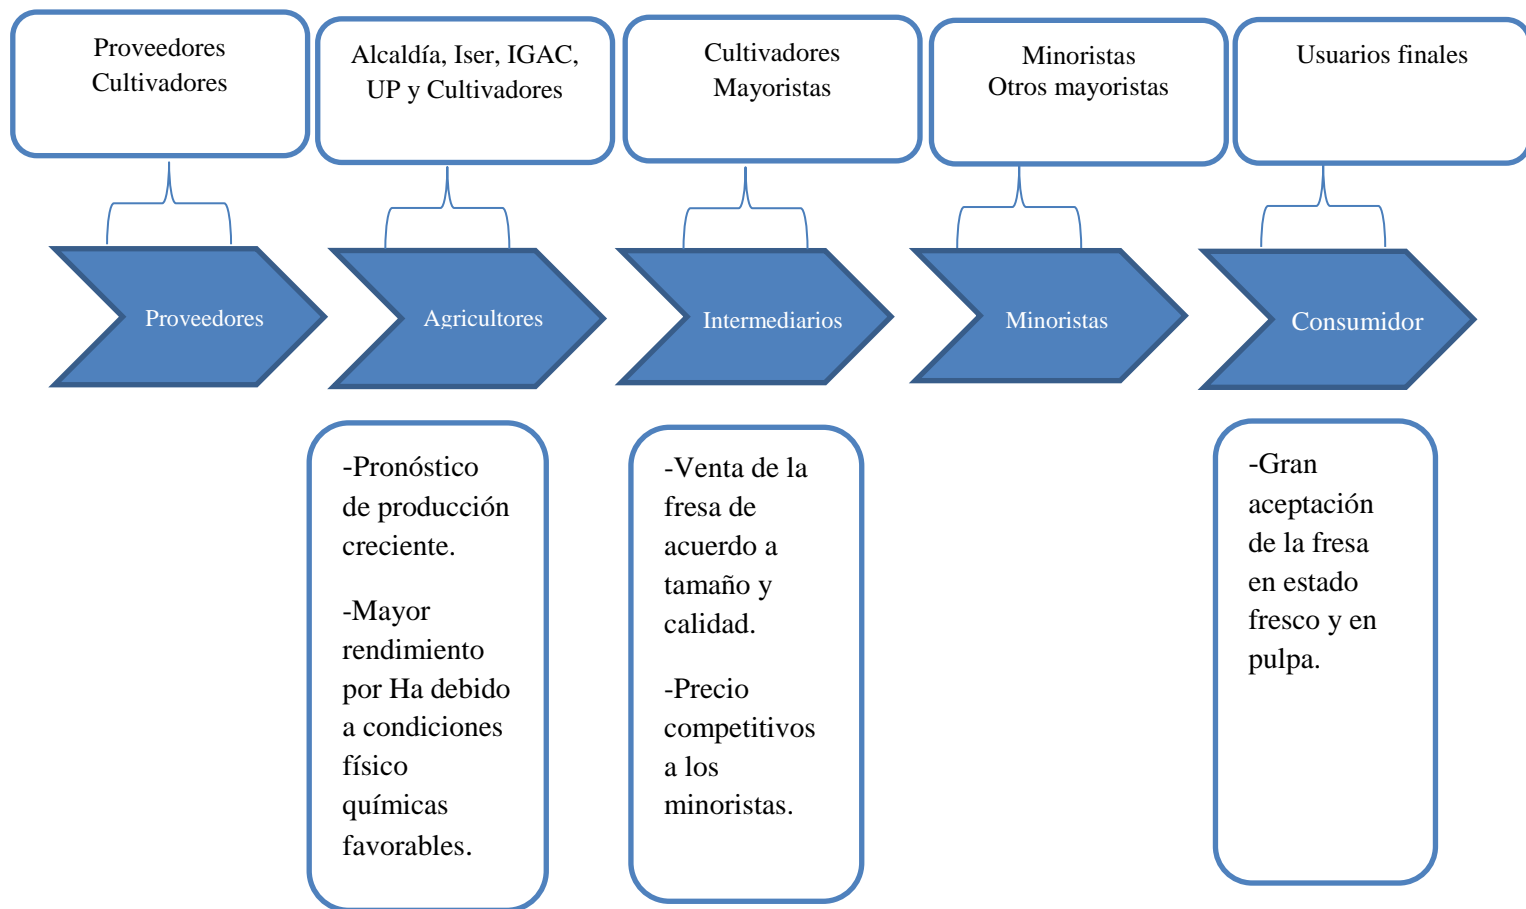 Proveedores
Cultivadores
Alcaldía, Iser, IGAC,
UP y Cultivadores
Cultivadores
Mayoristas
Minoristas
Otros mayoristas
Usuarios finales
Proveedores
Agricultores
Intermediarios
Minoristas
Consumidor
-Pronóstico
de producción
creciente.
-Mayor
rendimiento
por Ha debido
a condiciones
físico
químicas
favorables.
-Venta de la
fresa de
acuerdo a
tamaño y
calidad.
-Precio
competitivos
a los
minoristas.
-Gran
aceptación
de la fresa
en estado
fresco y en
pulpa.